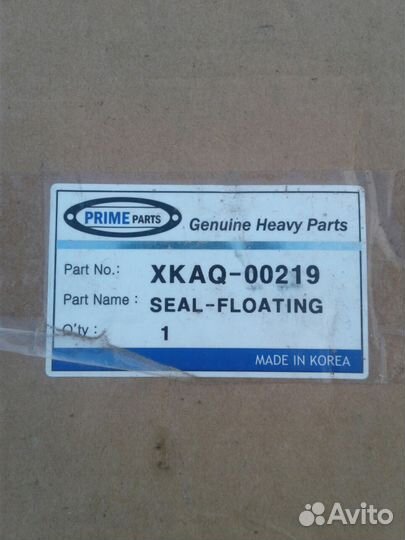 PRIME PARTS
Genuine Heavy Parts
Part No.: XKAQ-00219
Part Name : SEAL-FLOATING
Q'ty : 1
MADE IN KOREA
Avito